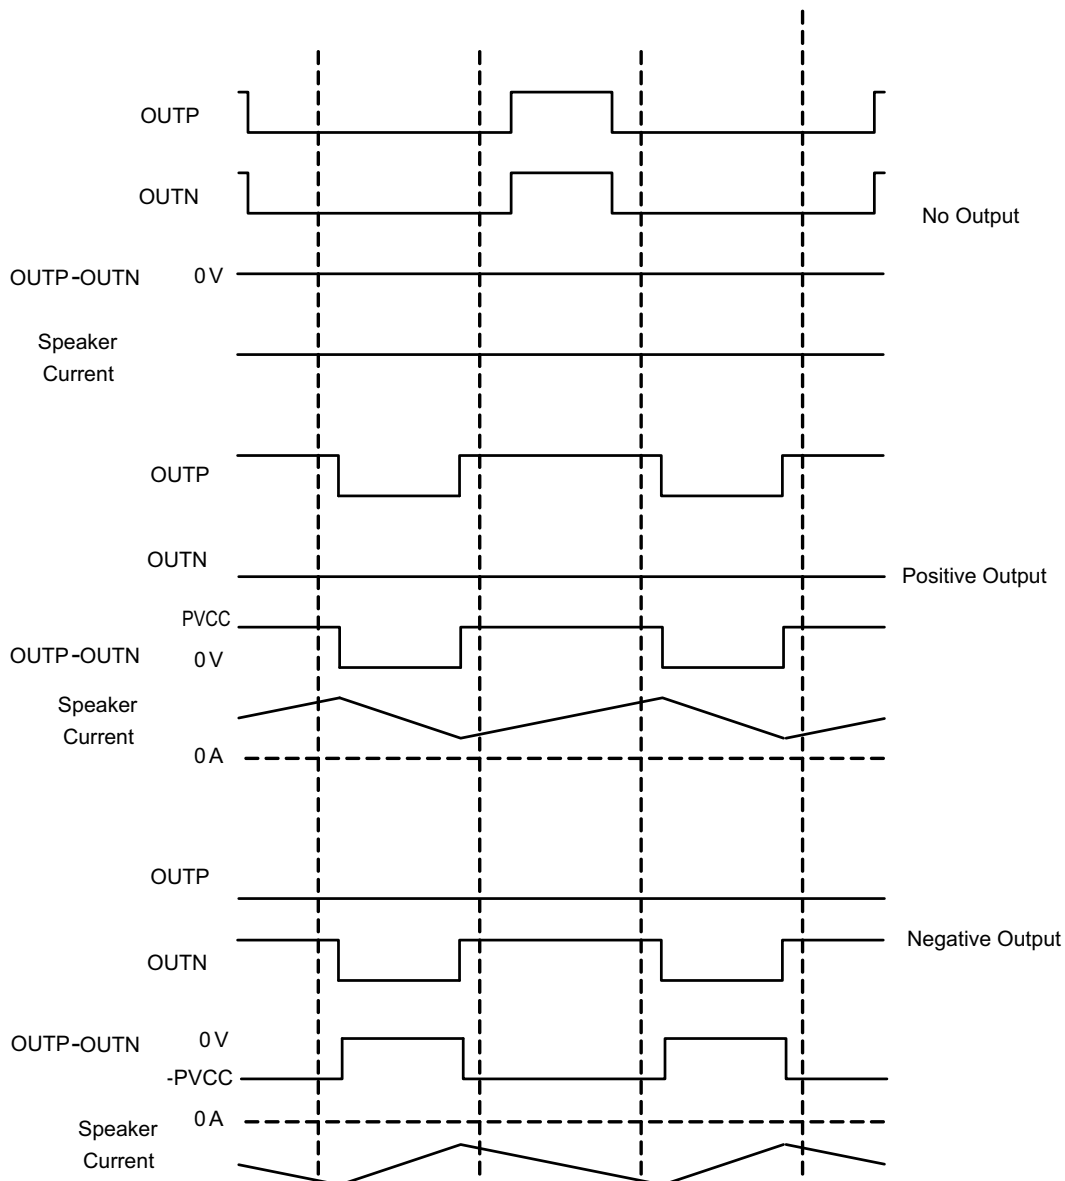 OUTP
OUTN
No Output
OUTP-OUTN 0 V
Speaker
Current
OUTP
OUTN
Positive Output
PVCC
OUTP-OUTN 0 V
Speaker
Current
0 A
OUTP
Negative Output
OUTN
OUTP-OUTN 0 V
-PVCC
0 A
Speaker
Current